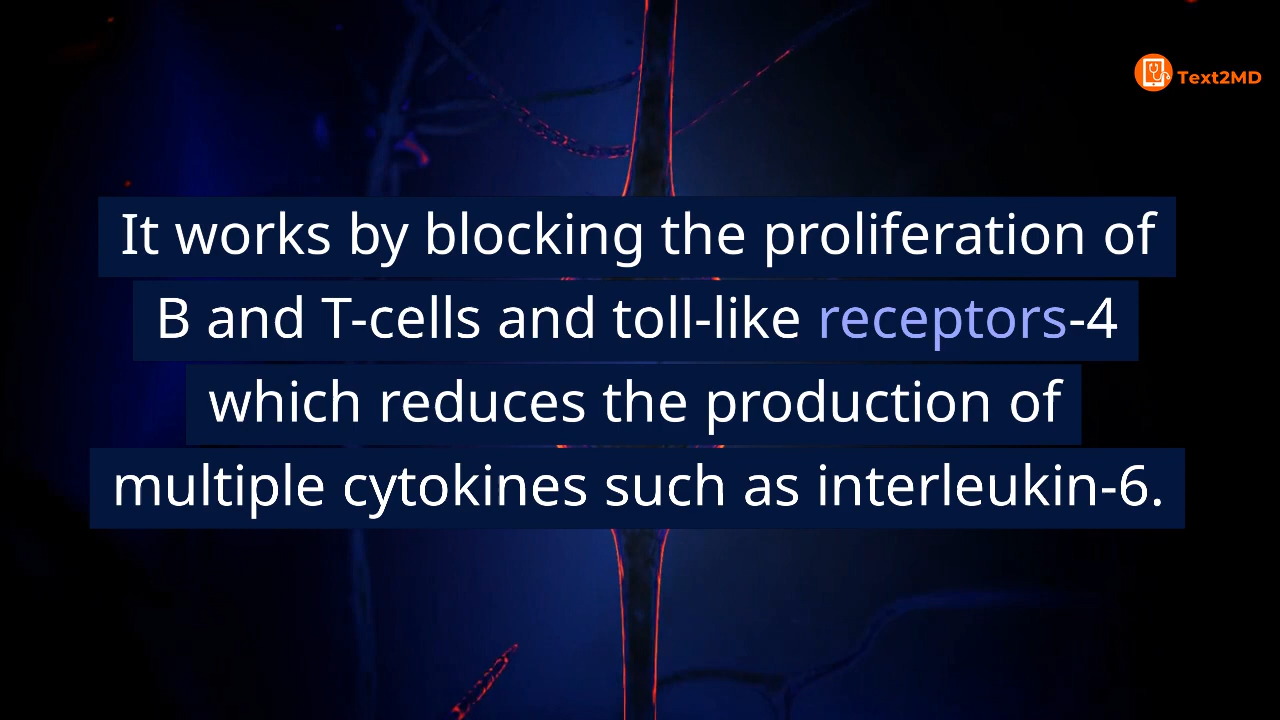 Text2MD
It works by blocking the proliferation of
B and T-cells and toll-like receptors-4
which reduces the production of
multiple cytokines such as interleukin-6.